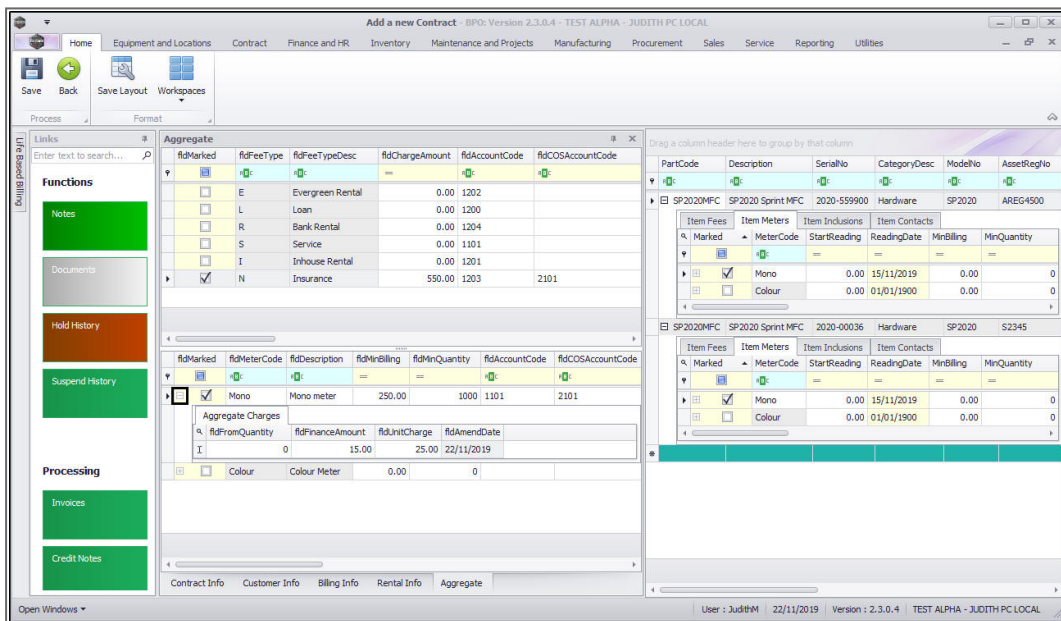 Add a new Contract - BPO: Version 2.3.0.4 - TEST ALPHA - JUDITH PC LOCAL
Home Equipment and Locations Contract Finance and HR Inventory Maintenance and Projects Manufacturing Procurement Sales Service Reporting Utilities
Save Back Save Layout Workspaces
Process Format
Life Based Billing
Links
Enter text to search...
Functions
Notes
Documents
Hold History
Suspend History
Processing
Invoices
Credit Notes
Aggregate
fldMarked fldFeeType fldFeeTypeDesc fldChargeAmount fldAccountCode fldCOSAccountCode
E Evergreen Rental 0.00 1202
L Loan 0.00 1200
R Bank Rental 0.00 1204
S Service 0.00 1101
I Inhouse Rental 0.00 1201
N Insurance 550.00 1203 2101
fldMarked fldMeterCode fldDescription fldMinBilling fldMinQuantity fldAccountCode fldCOSAccountCode
Mono Mono meter 250.00 1000 1101 2101
Aggregate Charges
fldFromQuantity fldFinanceAmount fldUnitCharge fldAmendDate
0 15.00 25.00 22/11/2019
Colour Colour Meter 0.00 0
Contract Info Customer Info Billing Info Rental Info Aggregate
Drag a column header here to group by that column
PartCode Description SerialNo CategoryDesc ModelNo AssetRegNo
SP2020MFC SP2020 Sprint MFC 2020-559900 Hardware SP2020 AREG4500
Item Fees Item Meters Item Inclusions Item Contacts
Marked MeterCode StartReading ReadingDate MinBilling MinQuantity
Mono 0.00 15/11/2019 0.00 0
Colour 0.00 01/01/1900 0.00 0
SP2020MFC SP2020 Sprint MFC 2020-00036 Hardware SP2020 S2345
Item Fees Item Meters Item Inclusions Item Contacts
Marked MeterCode StartReading ReadingDate MinBilling MinQuantity
Mono 0.00 15/11/2019 0.00 0
Colour 0.00 01/01/1900 0.00 0
Open Windows User : JudithM 22/11/2019 Version : 2.3.0.4 TEST ALPHA - JUDITH PC LOCAL